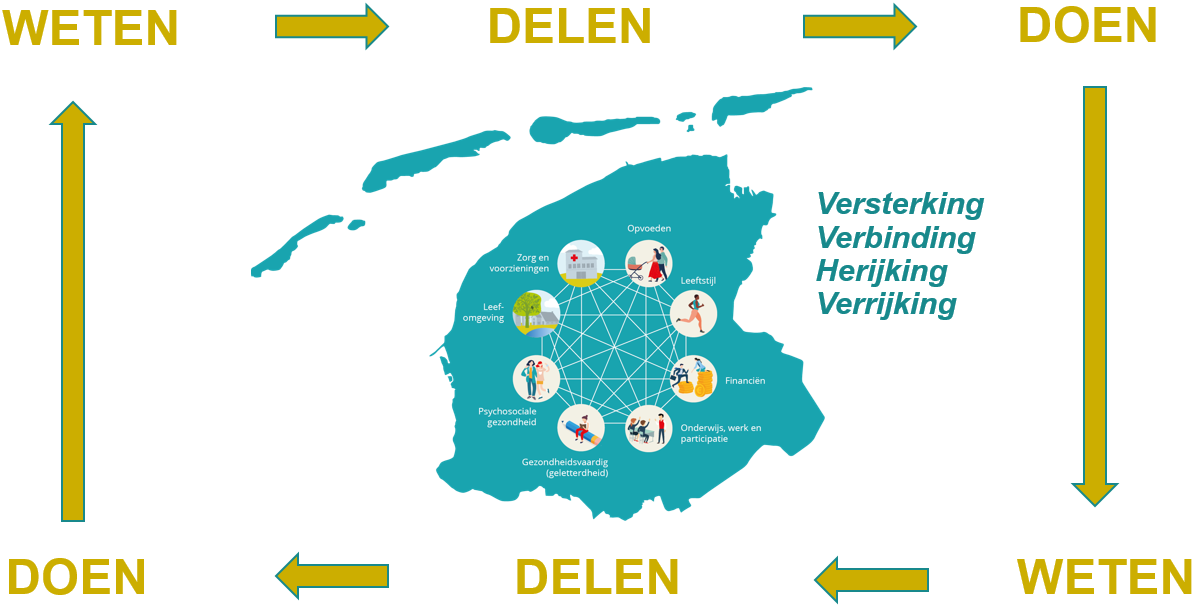 WETEN
DELEN
DOEN
Versterking
Verbinding
Herijking
Verrijking
Opvoeden
Zorg en
voorzieningen
Leeftstijl
Leef-
omgeving
Financiën
Psychosociale
gezondheid
Onderwijs, werk en
participatie
Gezondheidsvaardig
(geletterdheid)
DOEN
DELEN
WETEN